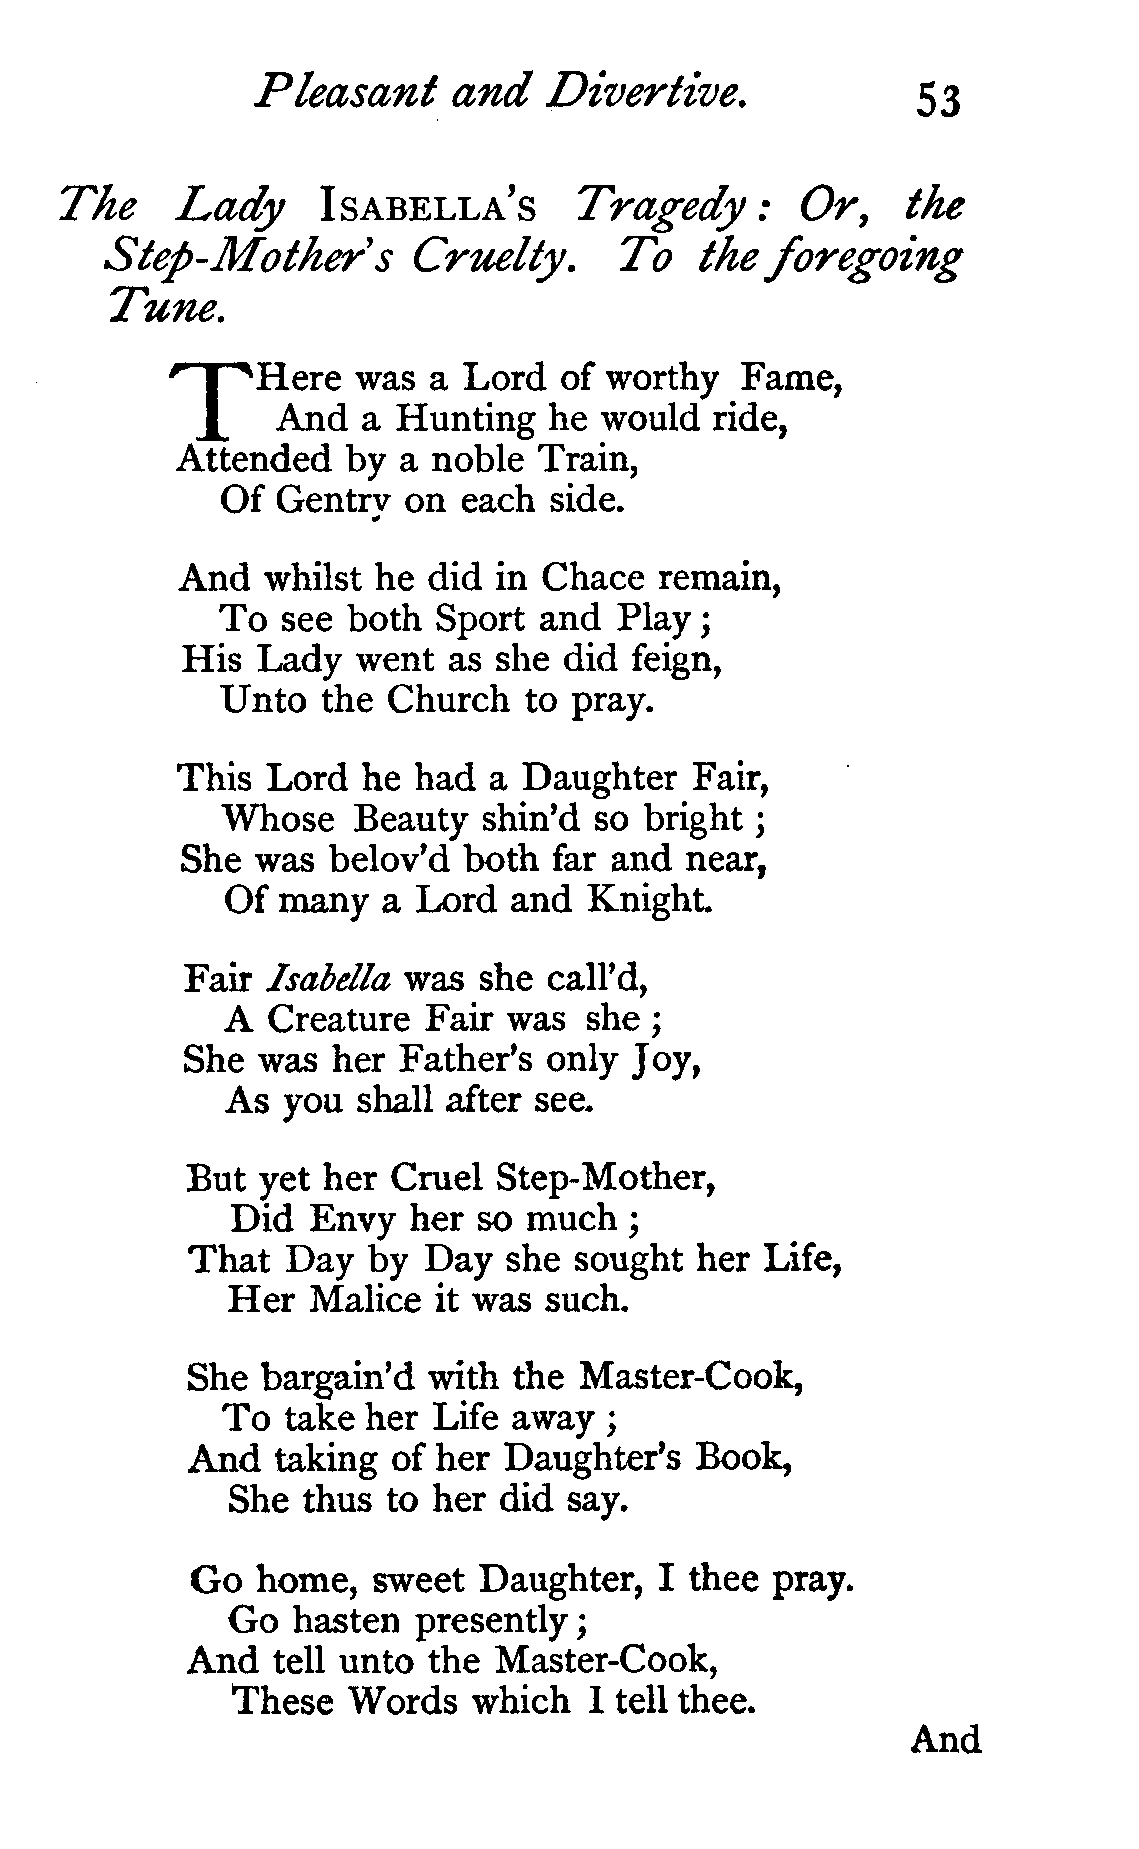 Pleasant and Divertive. 53
The Lady ISABELLA'S Tragedy: Or, the
Step-Mother's Cruelty. To the foregoing
Tune.
THere was a Lord of worthy Fame,
And a Hunting he would ride,
Attended by a noble Train,
Of Gentry on each side.
And whilst he did in Chace remain,
To see both Sport and Play;
His Lady went as she did feign,
Unto the Church to pray.
This Lord he had a Daughter Fair,
Whose Beauty shin'd so bright;
She was belov'd both far and near,
Of many a Lord and Knight.
Fair Isabella was she call'd,
A Creature Fair was she;
She was her Father's only Joy,
As you shall after see.
But yet her Cruel Step-Mother,
Did Envy her so much;
That Day by Day she sought her Life,
Her Malice it was such.
She bargain'd with the Master-Cook,
To take her Life away;
And taking of her Daughter's Book,
She thus to her did say.
Go home, sweet Daughter, I thee pray.
Go hasten presently;
And tell unto the Master-Cook,
These Words which I tell thee.
And